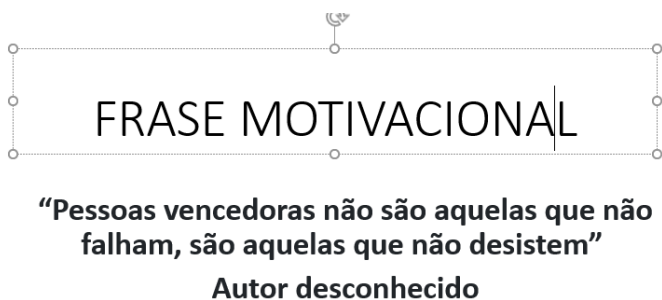 FRASE MOTIVACIONAL
“Pessoas vencedoras não são aquelas que não
falham, são aquelas que não desistem”
Autor desconhecido